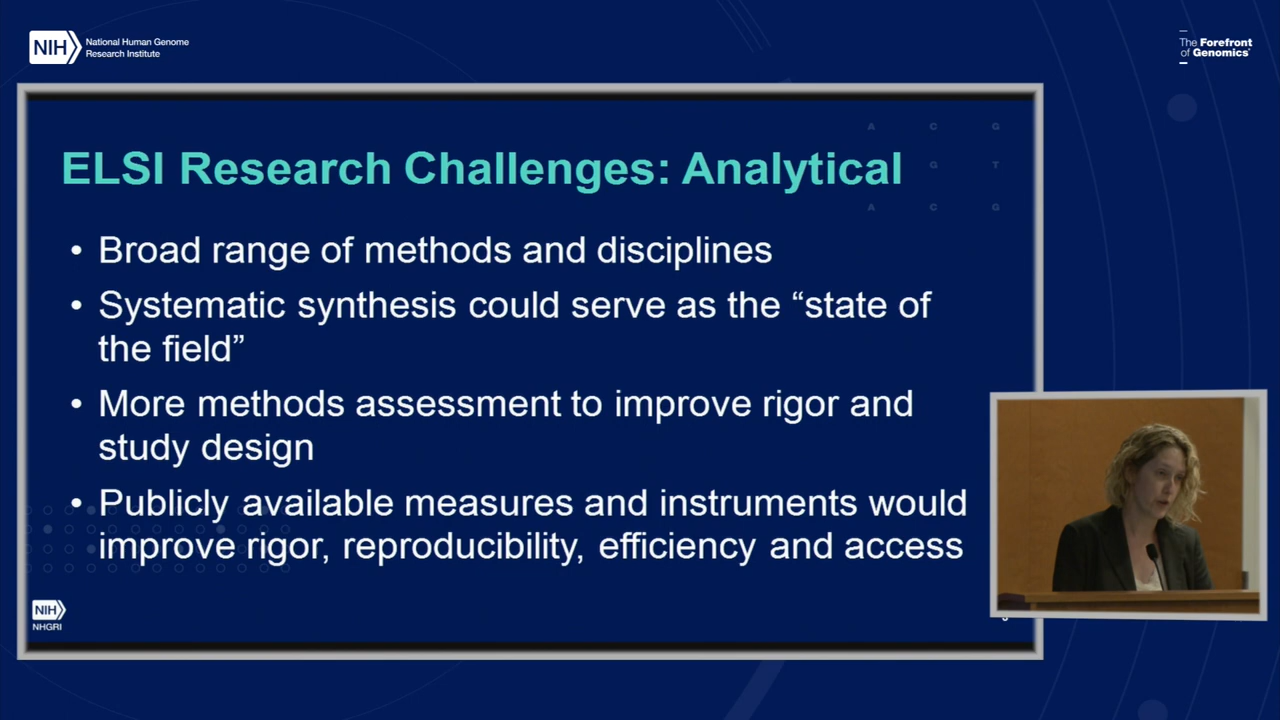 NIH
National Human Genome
Research Institute
The Forefront
of Genomics
A C G
G T
A C G
ELSI Research Challenges: Analytical
• Broad range of methods and disciplines
• Systematic synthesis could serve as the “state of
the field”
• More methods assessment to improve rigor and
study design
• Publicly available measures and instruments would
improve rigor, reproducibility, efficiency and access
NIH
NHGRI